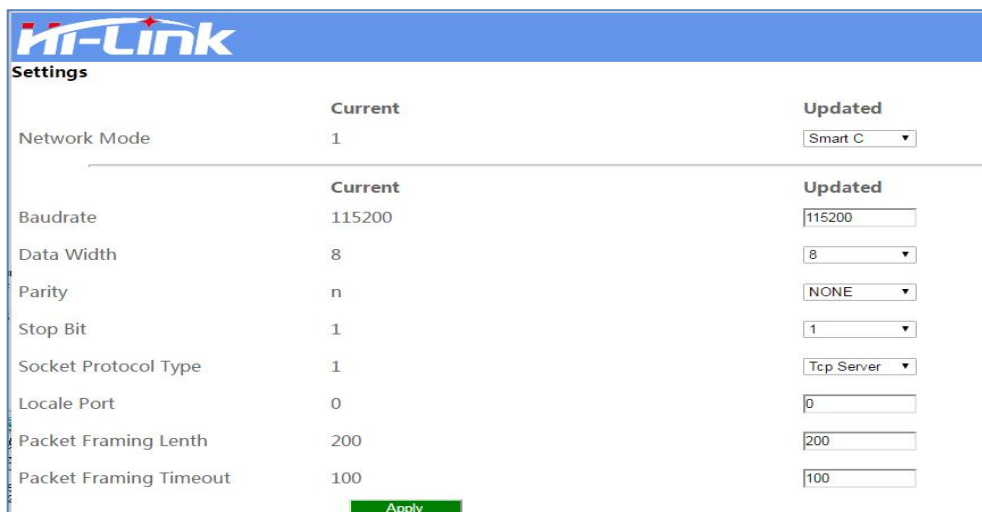 Hi-Link
Settings
Current Updated
Network Mode 1 Smart C
Current Updated
Baudrate 115200 115200
Data Width 8 8
Parity n NONE
Stop Bit 1 1
Socket Protocol Type 1 Tcp Server
Locale Port 0 0
Packet Framing Lenth 200 200
Packet Framing Timeout 100 100
Apply